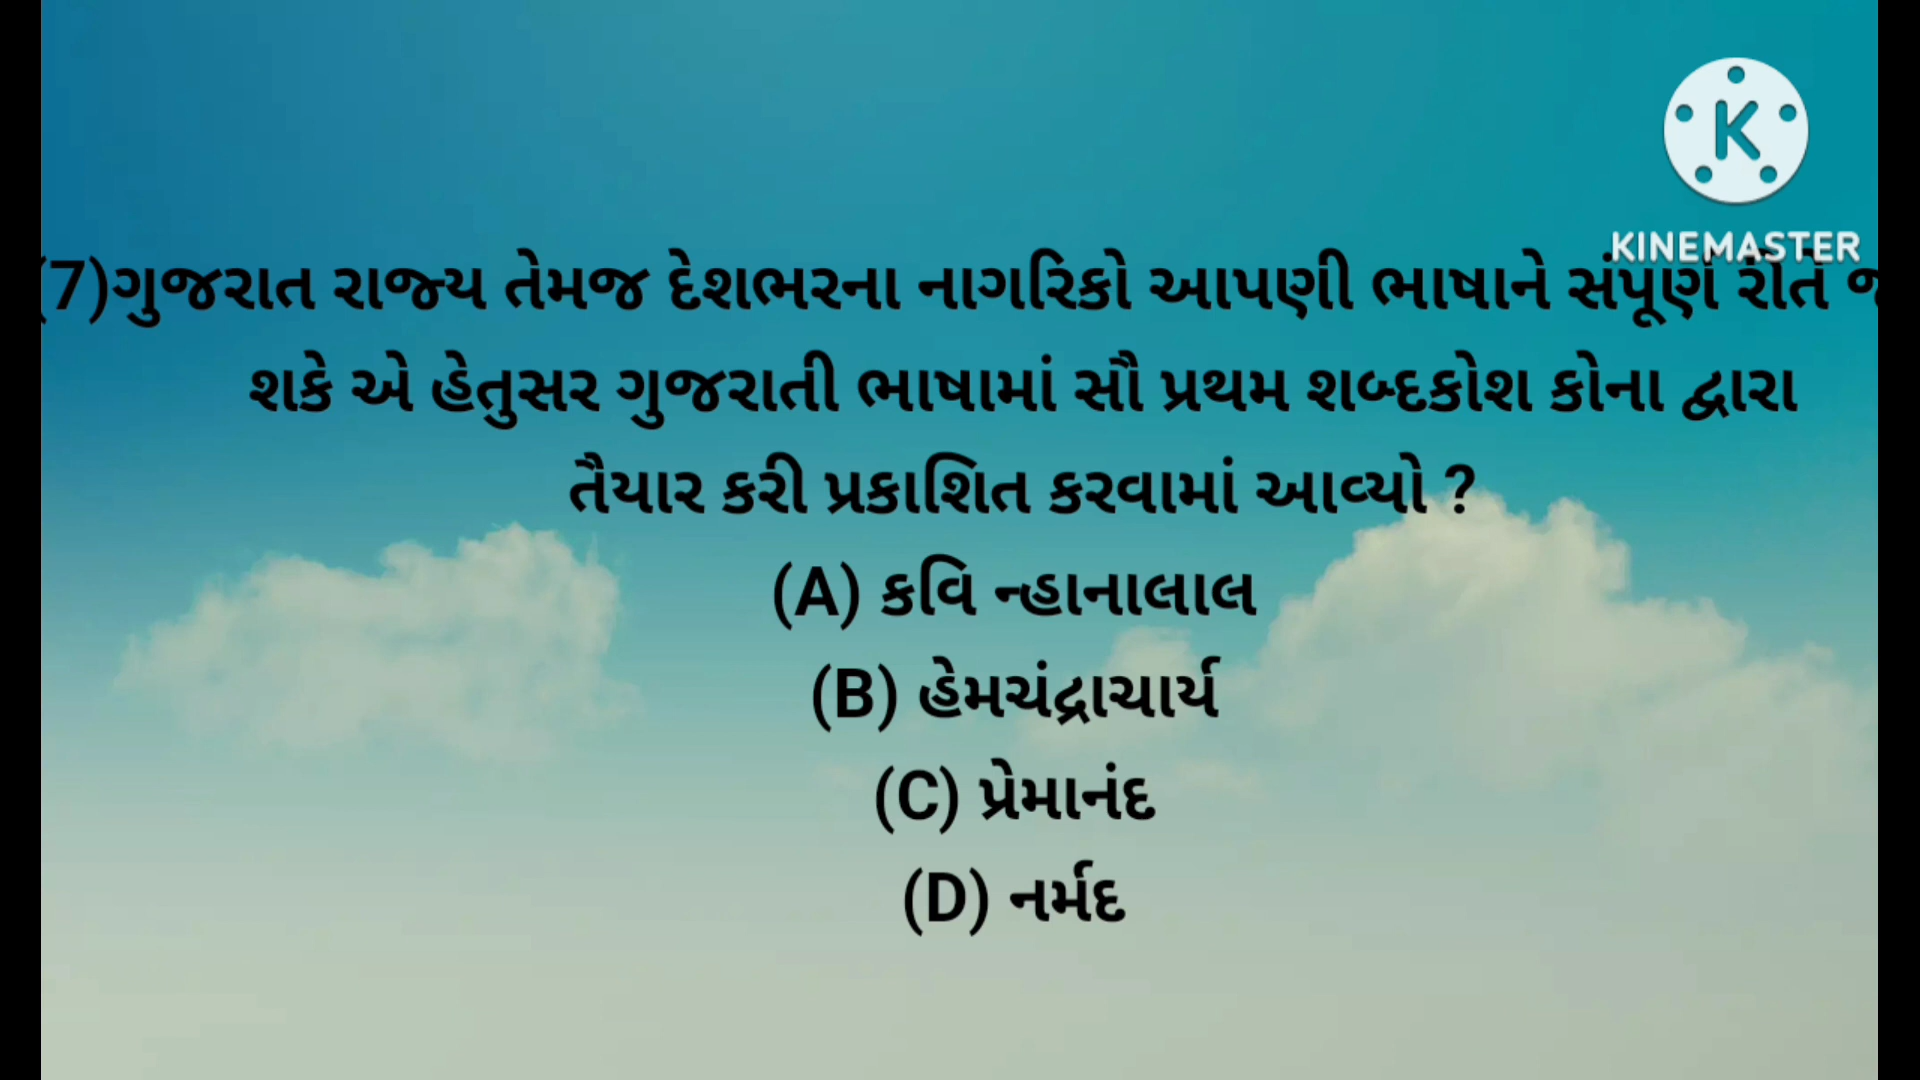 KINEMASTER
(7)ગુજરાત રાજ્ય તેમજ દેશભરના નાગરિકો આપણી ભાષાને સંપૂર્ણ રીતે
શકે એ હેતુસર ગુજરાતી ભાષામાં સૌ પ્રથમ શબ્દકોશ કોના દ્વારા
તૈયાર કરી પ્રકાશિત કરવામાં આવ્યો ?
(A) કવિ ન્હાનાલાલ
(B) હેમચંદ્રાચાર્ય
(C) પ્રેમાનંદ
(D) નર્મદ